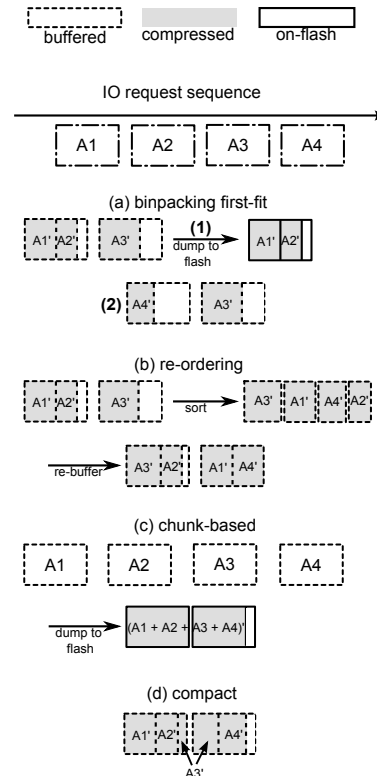 buffered compressed on-flash
IO request sequence
A1 A2 A3 A4
(a) binpacking first-fit
A1' A2' A3' (1) dump to flash A1' A2'
(2) A4' A3'
(b) re-ordering
A1' A2' A3' sort A3' A1' A4' A2'
re-buffer A3' A2' A1' A4'
(c) chunk-based
A1 A2 A3 A4
dump to flash (A1 + A2 + A3 + A4)'
(d) compact
A1' A2' A4'
A3'